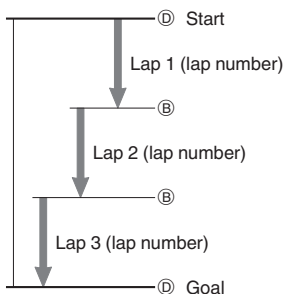 Ⓓ Start
Lap 1 (lap number)
Ⓑ
Lap 2 (lap number)
Ⓑ
Lap 3 (lap number)
Ⓓ Goal